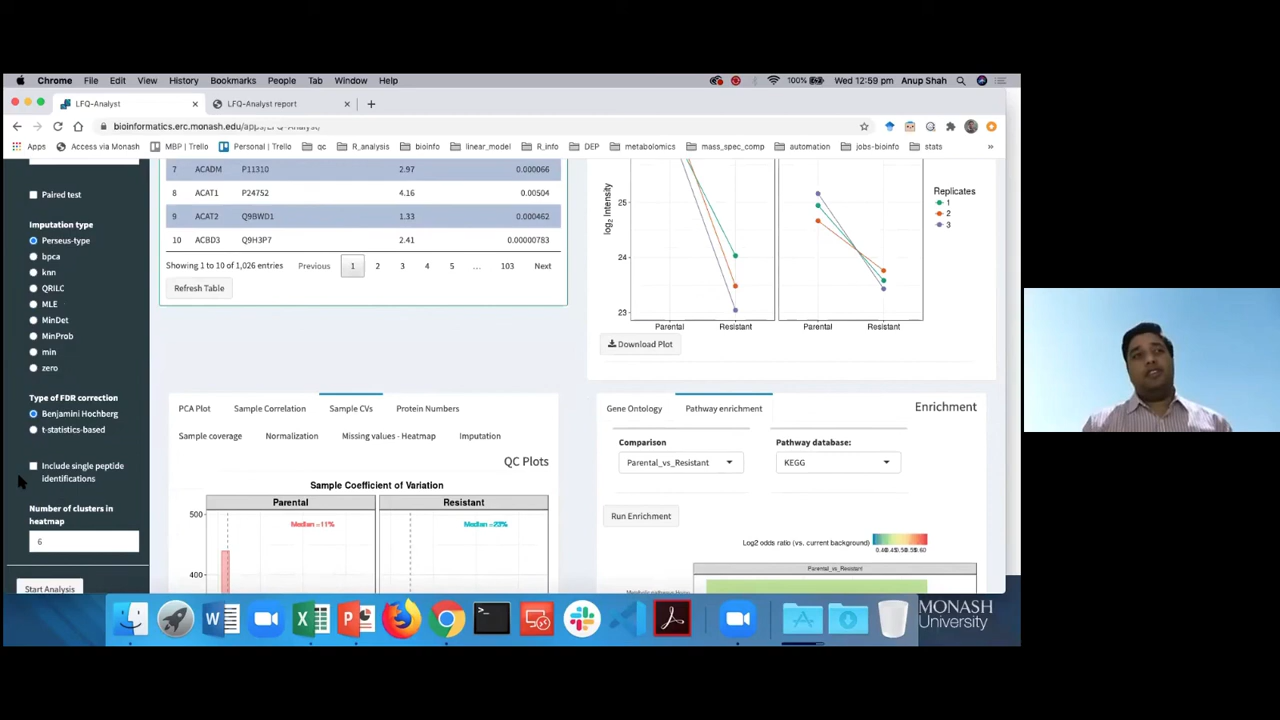 Chrome File Edit View History Bookmarks People Tab Window Help 100% Wed 12:59 pm Anup Shah
LFQ-Analyst LFQ-Analyst report
bioinformatics.erc.monash.edu/apps/LFQ-Analyst/
Apps Access via Monash MBP | Trello Personal | Trello qc R_analysis bioinfo linear_model R_info DEP metabolomics mass_spec_comp automation jobs-bioinfo stats »
Paired test
Imputation type
Perseus-type
bpca
knn
QRILC
MLE
MinDet
MinProb
min
zero
Type of FDR correction
Benjamini Hochberg
t-statistics-based
Include single peptide
identifications
Number of clusters in
heatmap
6
Start Analysis
7 ACADM P11310 2.97 0.000066
8 ACAT1 P24752 4.16 0.00504
9 ACAT2 Q9BWD1 1.33 0.000462
10 ACBD3 Q9H3P7 2.41 0.00000783
Showing 1 to 10 of 1,026 entries Previous 1 2 3 4 5 ... 103 Next
Refresh Table
log2 Intensity
25
24
23
Parental Resistant Parental Resistant
Replicates
1
2
3
Download Plot
PCA Plot Sample Correlation Sample CVs Protein Numbers
Sample coverage Normalization Missing values - Heatmap Imputation
QC Plots
Sample Coefficient of Variation
Parental Resistant
500
Median =11% Median =23%
400
Gene Ontology Pathway enrichment Enrichment
Comparison Pathway database:
Parental_vs_Resistant KEGG
Run Enrichment
Log2 odds ratio (vs. current background)
Parental_vs_Resistant
MONASH
University